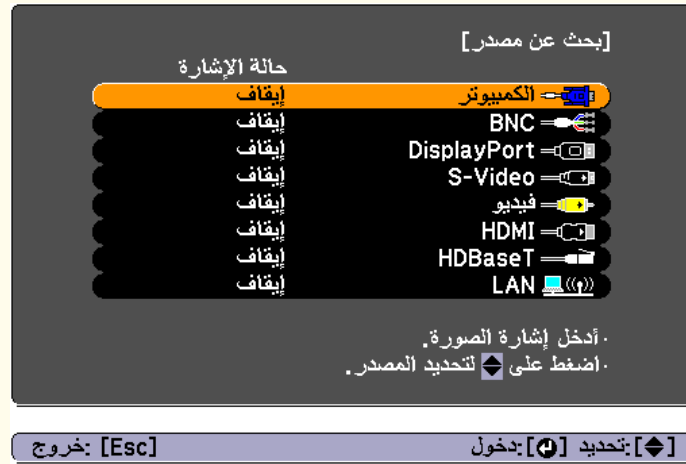 [بحث عن مصدر]
حالة الإشارة
الكمبيوتر إيقاف
BNC إيقاف
DisplayPort إيقاف
S-Video إيقاف
فيديو إيقاف
HDMI إيقاف
HDBaseT إيقاف
LAN إيقاف
·أدخل إشارة الصورة.
·اضغط على لتحديد المصدر.
[]:تحديد []:دخول [Esc] :خروج